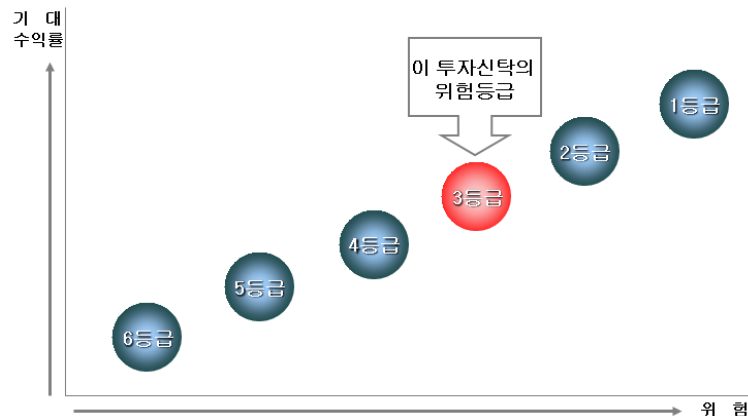 기 대
수익률
이 투자신탁의
위험등급
1등급
2등급
3등급
4등급
5등급
6등급
위 험